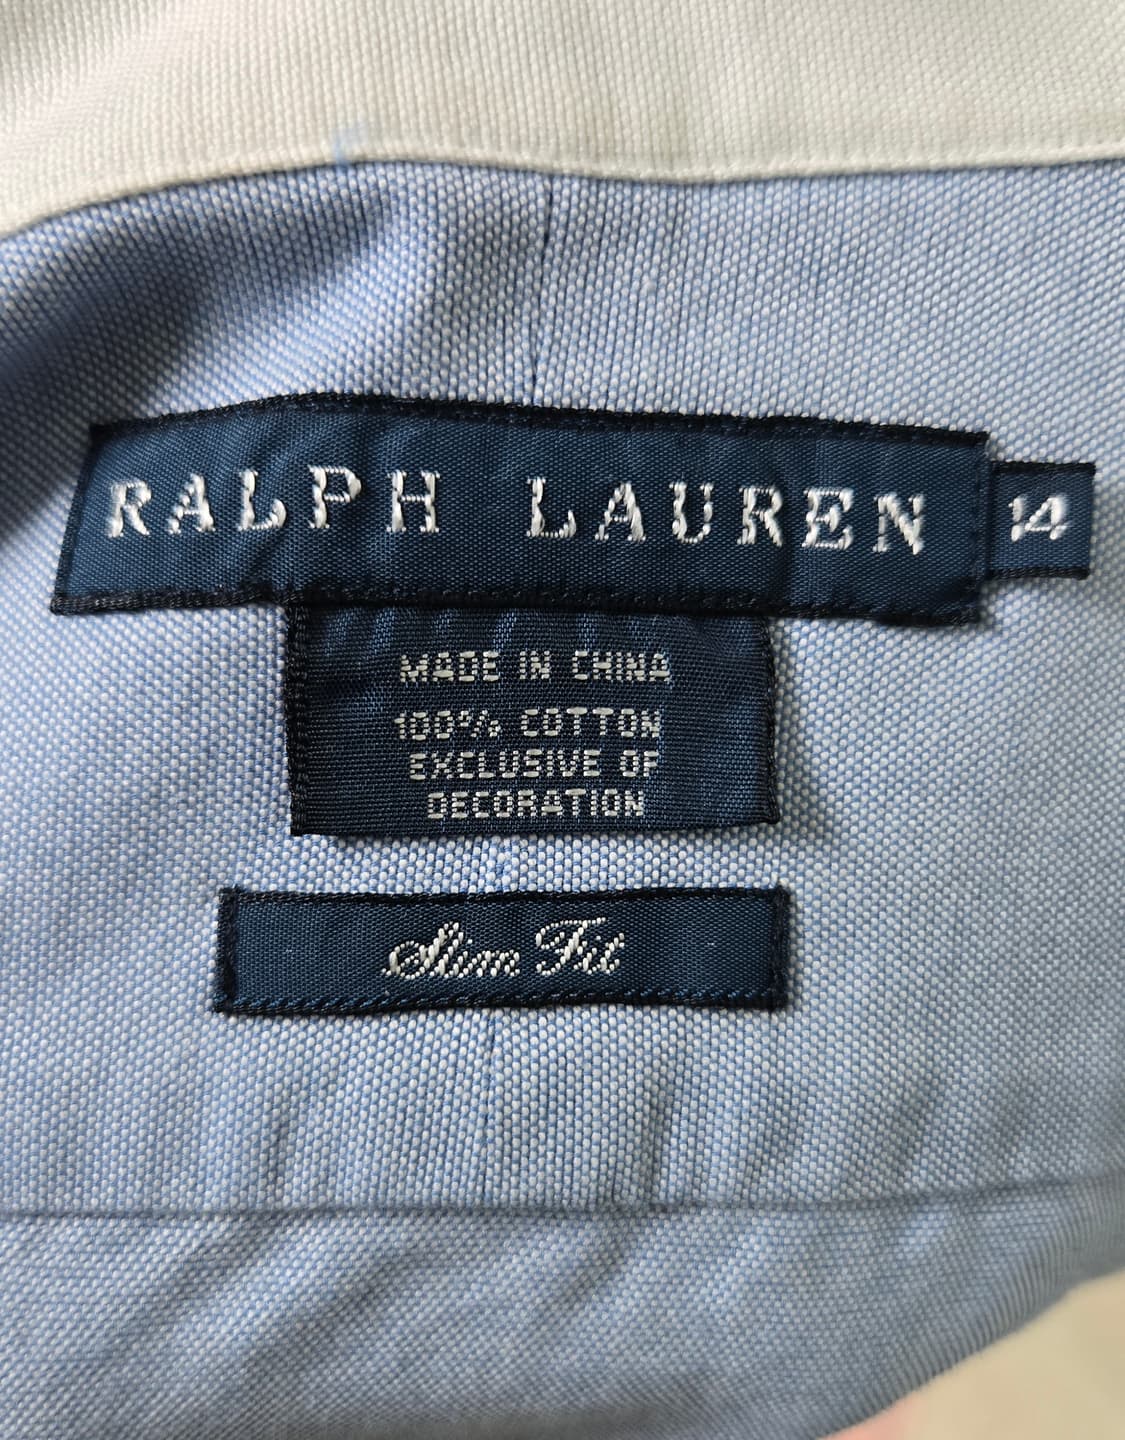 RALPH LAUREN 14
MADE IN CHINA
100% COTTON
EXCLUSIVE OF
DECORATION
Slim Fit